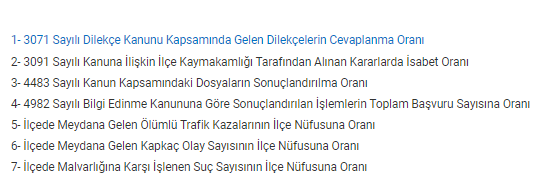 1- 3071 Sayılı Dilekçe Kanunu Kapsamında Gelen Dilekçelerin Cevaplanma Oranı
2- 3091 Sayılı Kanuna İlişkin İlçe Kaymakamlığı Tarafından Alınan Kararlarda İsabet Oranı
3- 4483 Sayılı Kanun Kapsamındaki Dosyaların Sonuçlandırılma Oranı
4- 4982 Sayılı Bilgi Edinme Kanununa Göre Sonuçlandırılan İşlemlerin Toplam Başvuru Sayısına Oranı
5- İlçede Meydana Gelen Ölümlü Trafik Kazalarının İlçe Nüfusuna Oranı
6- İlçede Meydana Gelen Kapkaç Olay Sayısının İlçe Nüfusuna Oranı
7- İlçede Malvarlığına Karşı İşlenen Suç Sayısının İlçe Nüfusuna Oranı